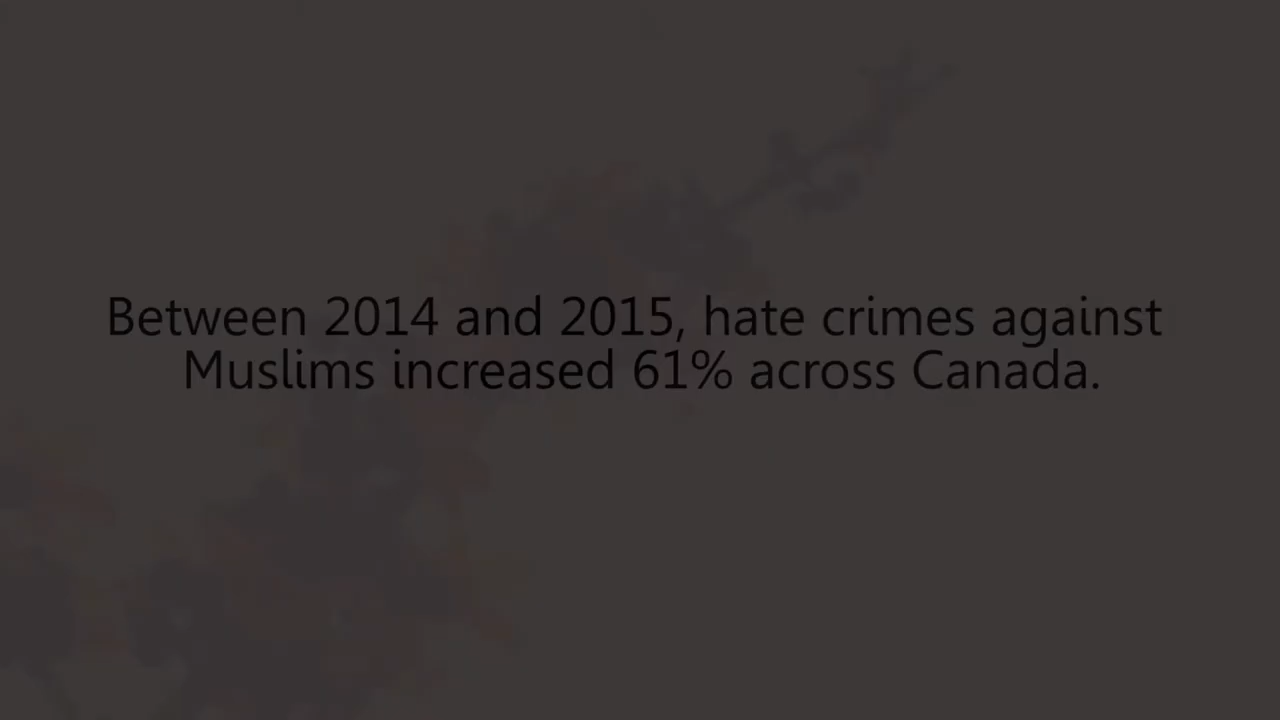 Between 2014 and 2015, hate crimes against
Muslims increased 61% across Canada.